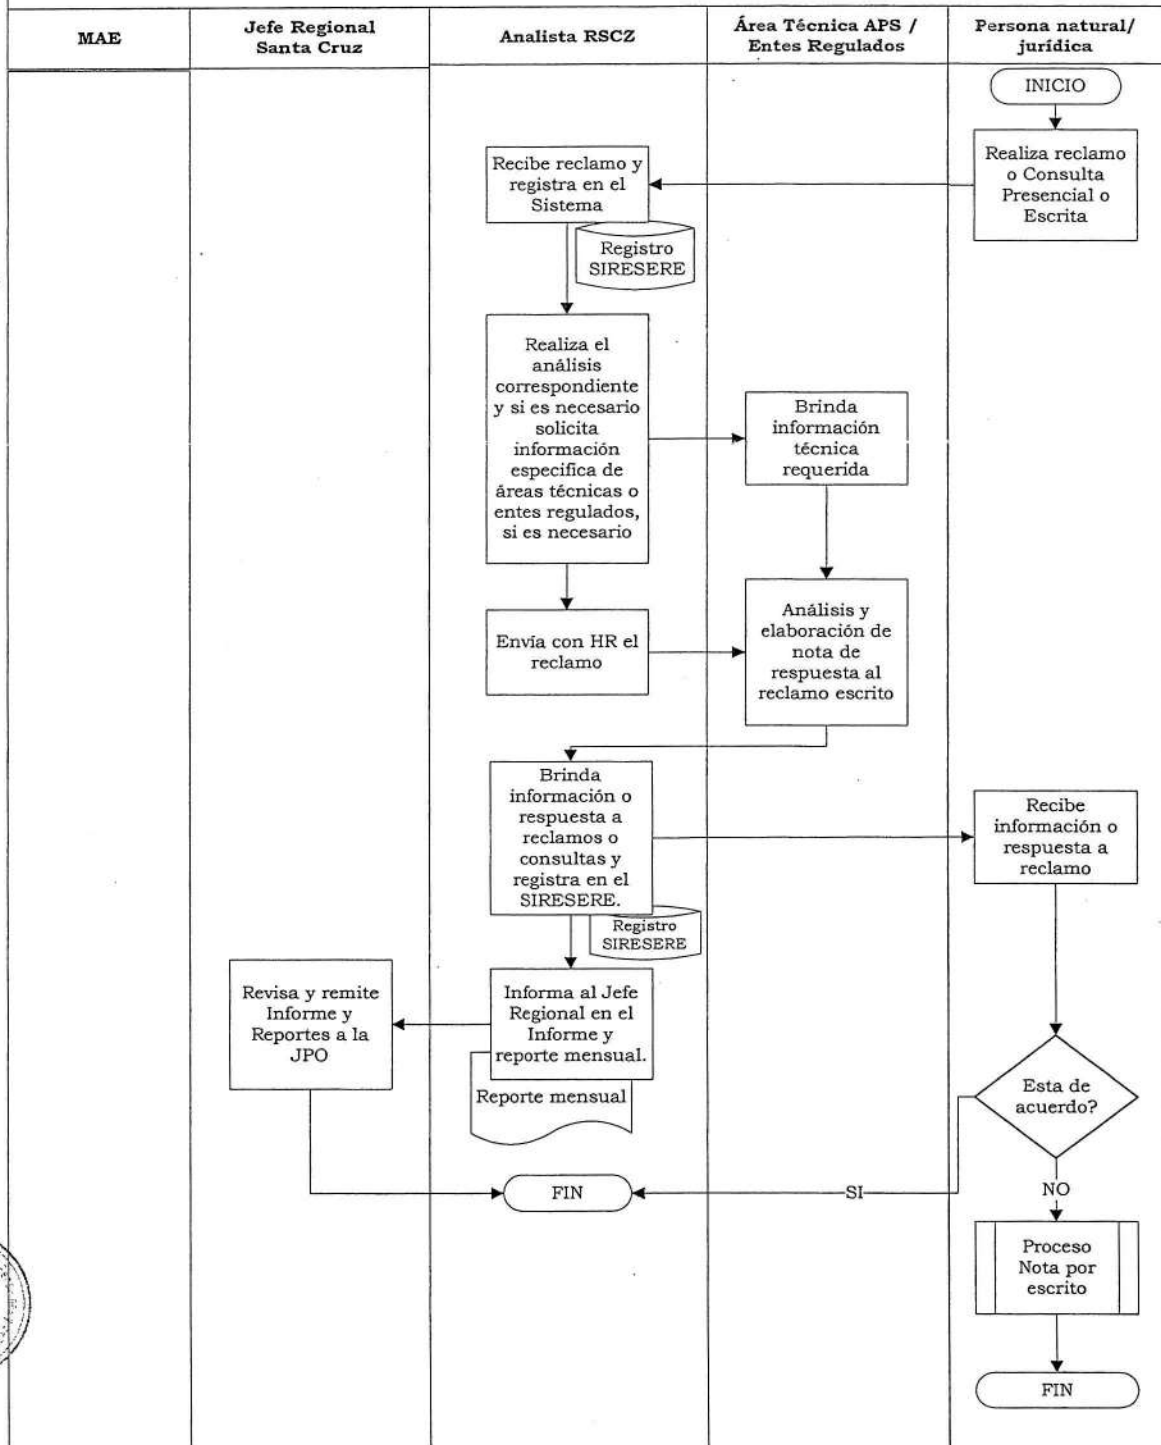 MAE
Jefe Regional
Santa Cruz
Analista RSCZ
Área Técnica APS /
Entes Regulados
Persona natural/
jurídica
INICIO
Realiza reclamo
o Consulta
Presencial o
Escrita
Recibe reclamo y
registra en el
Sistema
Registro
SIRESERE
Realiza el
análisis
correspondiente
y si es necesario
solicita
información
especifica de
áreas técnicas o
entes regulados,
si es necesario
Brinda
información
técnica
requerida
Envía con HR el
reclamo
Análisis y
elaboración de
nota de
respuesta al
reclamo escrito
Brinda
información o
respuesta a
reclamos o
consultas y
registra en el
SIRESERE.
Registro
SIRESERE
Recibe
información o
respuesta a
reclamo
Informa al Jefe
Regional en el
Informe y
reporte mensual.
Reporte mensual
Revisa y remite
Informe y
Reportes a la
JPO
Esta de
acuerdo?
SI
NO
FIN
Proceso
Nota por
escrito
FIN